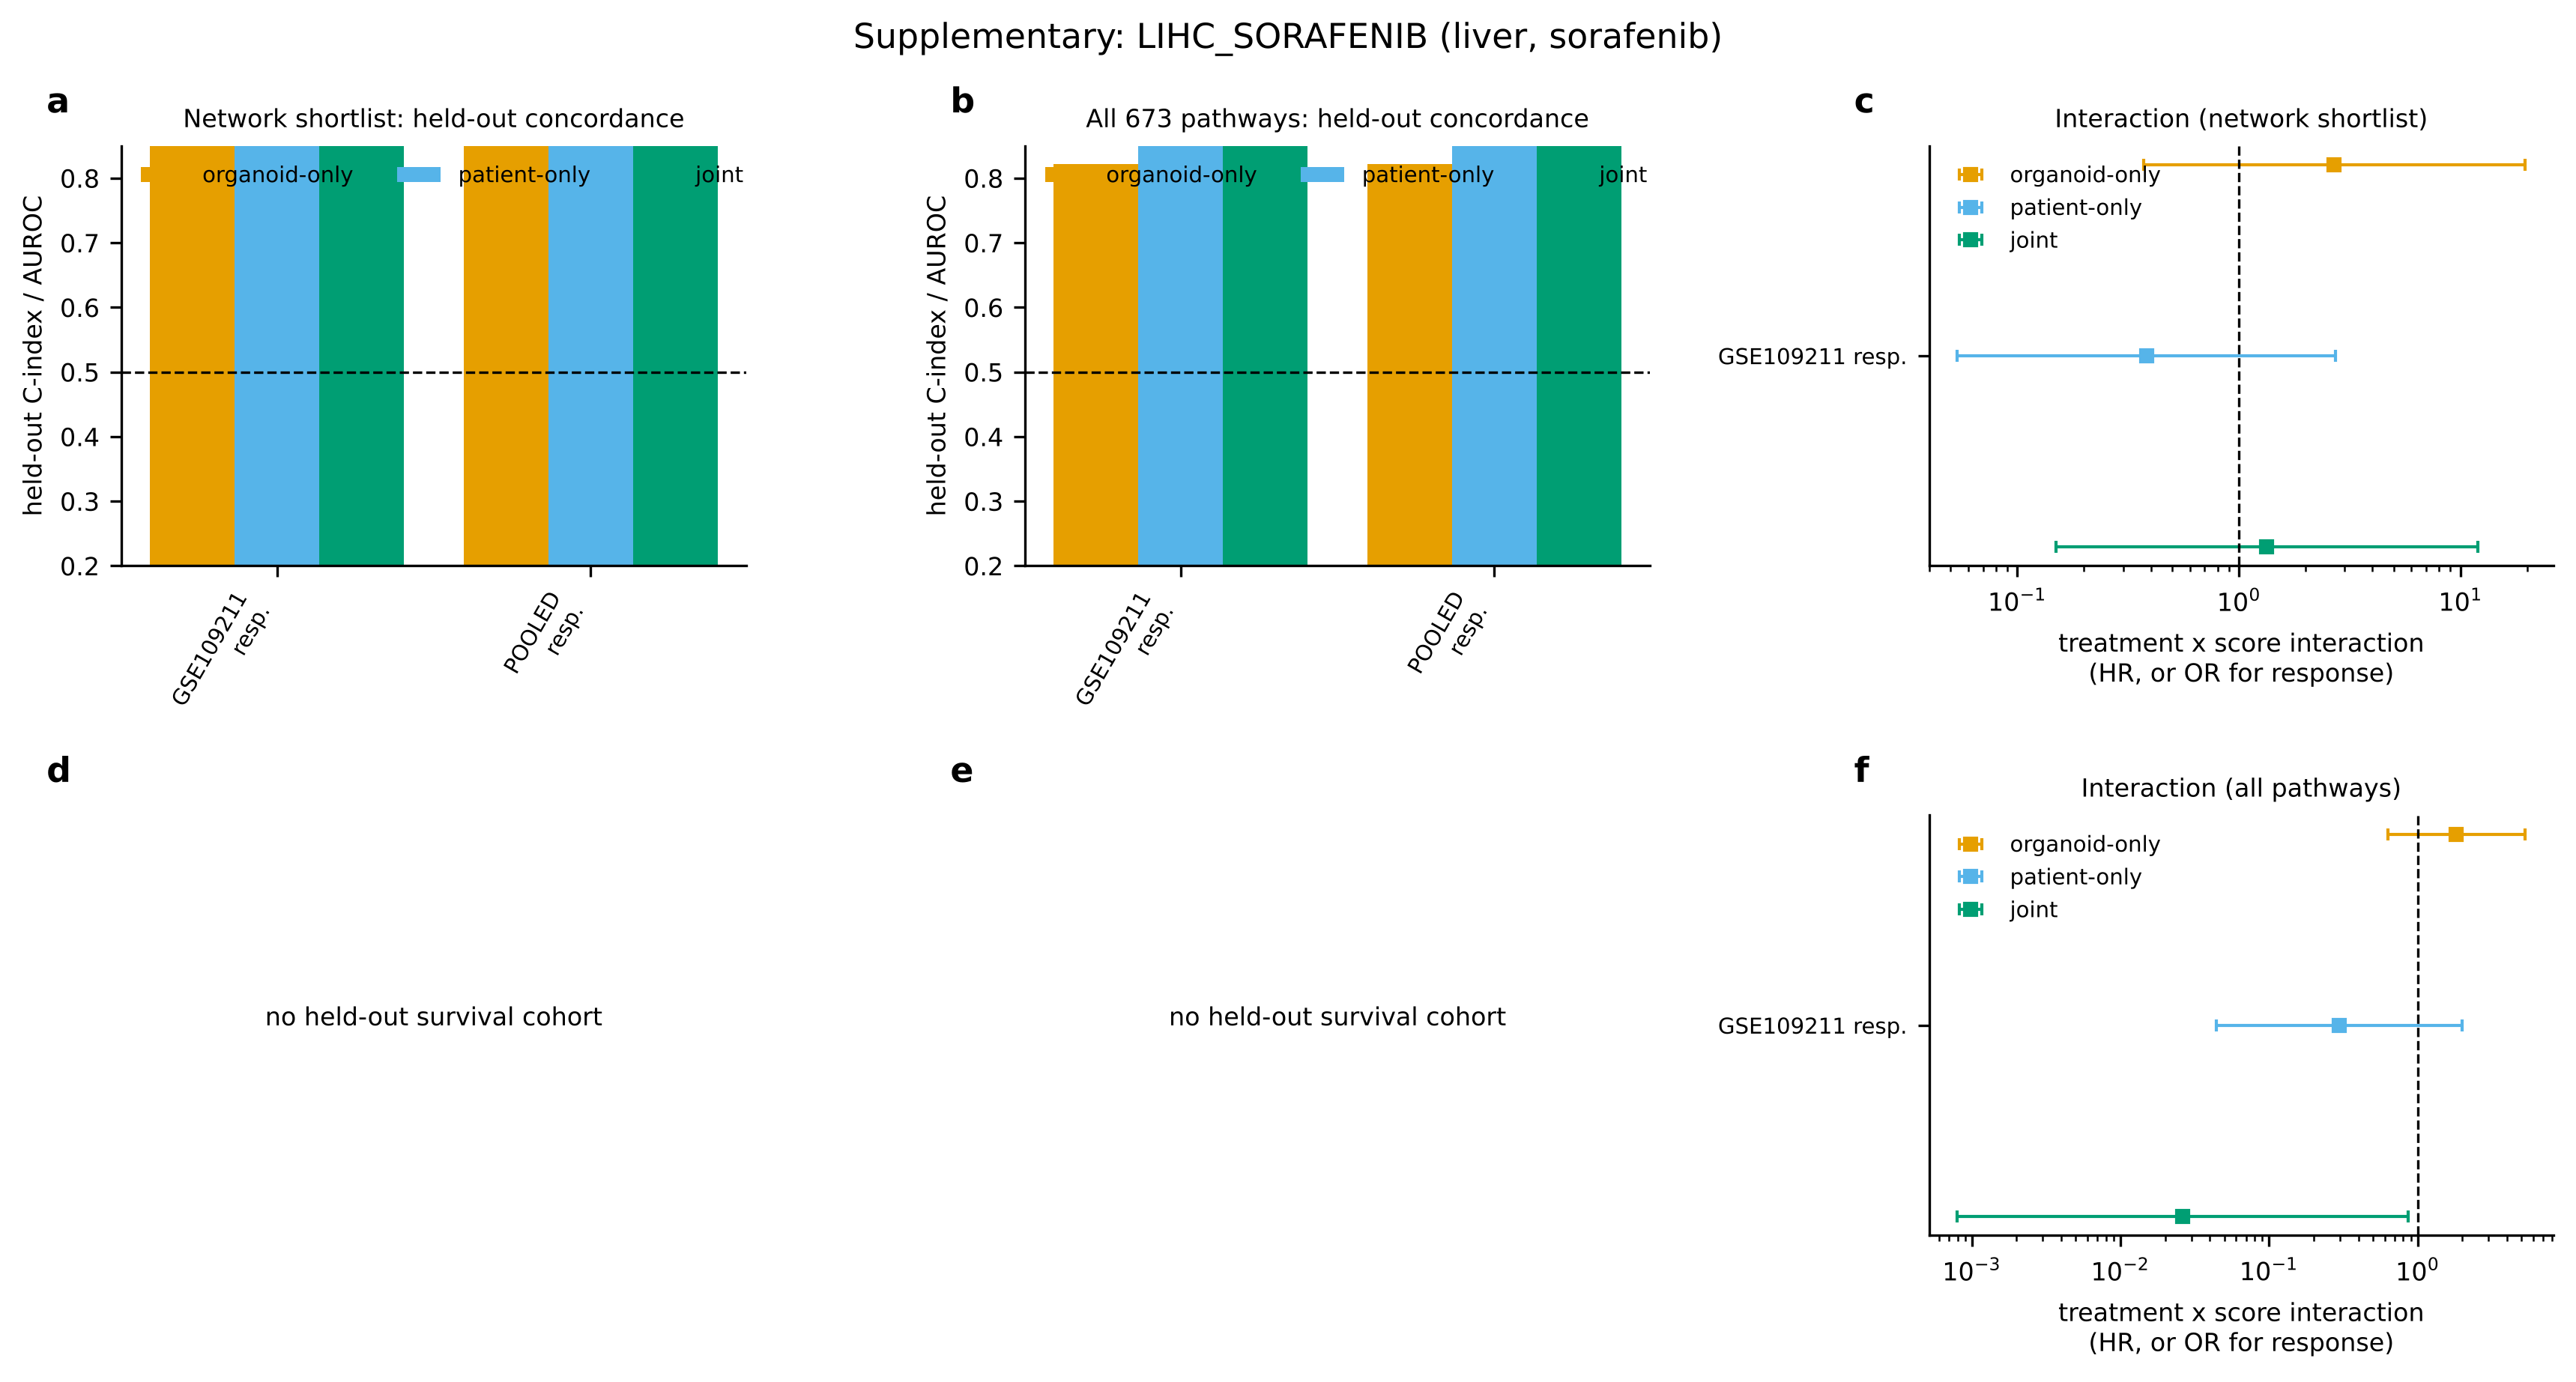 Supplementary: LIHC_SORAFENIB (liver, sorafenib)
a
Network shortlist: held-out concordance
organoid-only
patient-only
joint
held-out C-index / AUROC
0.8
0.7
0.6
0.5
0.4
0.3
0.2
GSE109211
resp.
POOLED
resp.
b
All 673 pathways: held-out concordance
organoid-only
patient-only
joint
held-out C-index / AUROC
0.8
0.7
0.6
0.5
0.4
0.3
0.2
GSE109211
resp.
POOLED
resp.
c
Interaction (network shortlist)
organoid-only
patient-only
joint
GSE109211 resp.
10⁻¹
10⁰
10¹
treatment x score interaction
(HR, or OR for response)
d
no held-out survival cohort
e
no held-out survival cohort
f
Interaction (all pathways)
organoid-only
patient-only
joint
GSE109211 resp.
10⁻³
10⁻²
10⁻¹
10⁰
treatment x score interaction
(HR, or OR for response)